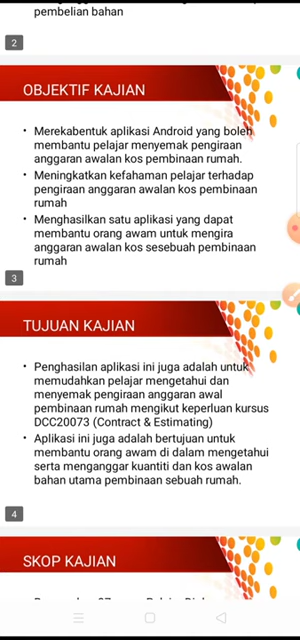 pembelian bahan
2
OBJEKTIF KAJIAN
• Merekabentuk aplikasi Android yang boleh
membantu pelajar menyemak pengiraan
anggaran awalan kos pembinaan rumah.
• Meningkatkan kefahaman pelajar terhadap
pengiraan anggaran awalan kos pembinaan
rumah
• Menghasilkan satu aplikasi yang dapat
membantu orang awam untuk mengira
anggaran awalan kos sesebuah pembinaan
rumah
3
TUJUAN KAJIAN
• Penghasilan aplikasi ini juga adalah untuk
memudahkan pelajar mengetahui dan
menyemak pengiraan anggaran awal
pembinaan rumah mengikut keperluan kursus
DCC20073 (Contract & Estimating)
• Aplikasi ini juga adalah bertujuan untuk
membantu orang awam di dalam mengetahui
serta menganggar kuantiti dan kos awalan
bahan utama pembinaan sebuah rumah.
4
SKOP KAJIAN